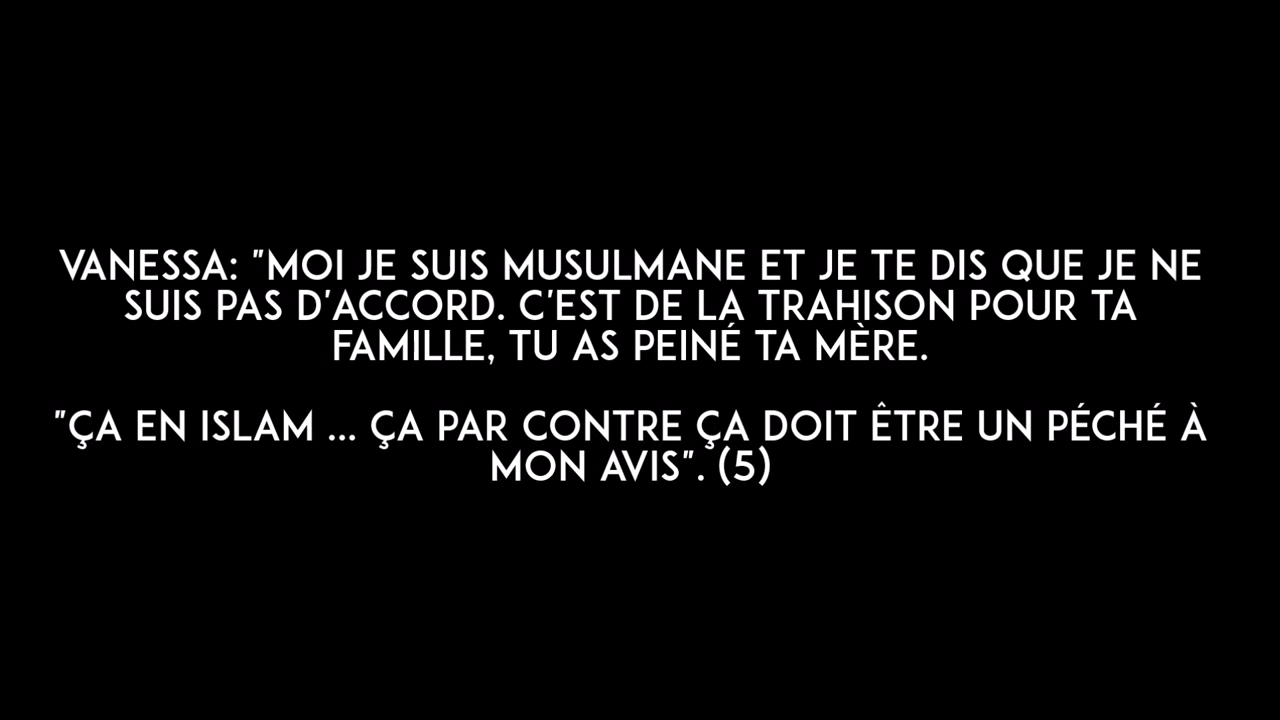 VANESSA: "MOI JE SUIS MUSULMANE ET JE TE DIS QUE JE NE
SUIS PAS D'ACCORD. C'EST DE LA TRAHISON POUR TA
FAMILLE, TU AS PEINÉ TA MÈRE.
"ÇA EN ISLAM ... ÇA PAR CONTRE ÇA DOIT ÊTRE UN PÉCHÉ À
MON AVIS". (5)